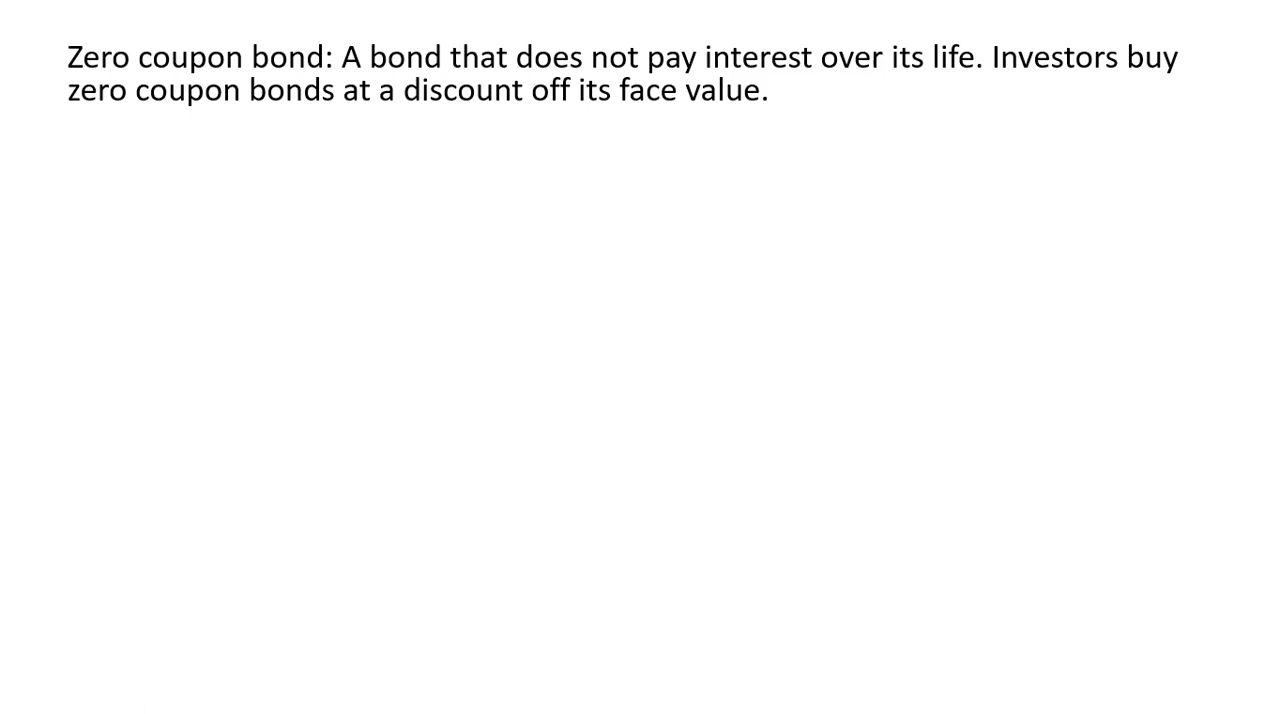 Zero coupon bond: A bond that does not pay interest over its life. Investors buy
zero coupon bonds at a discount off its face value.